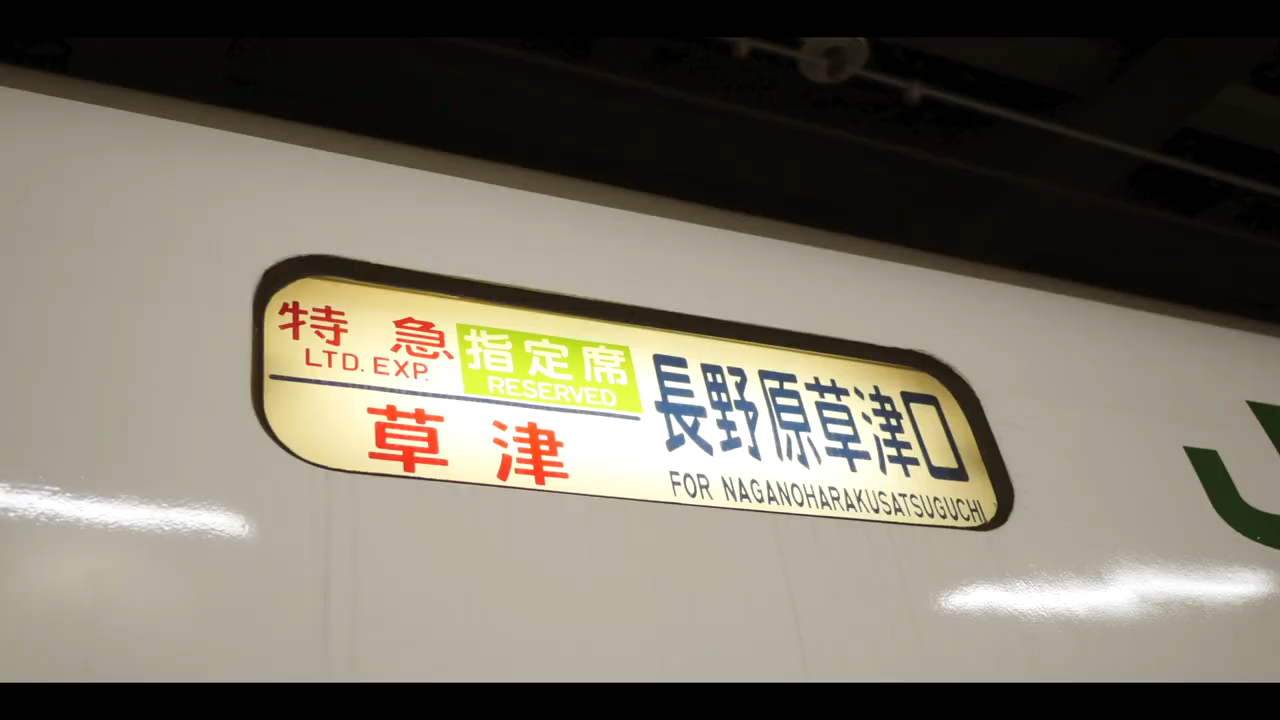 特急
LTD. EXP.
指定席
RESERVED
草津
長野原草津口
FOR NAGANOHARAKUSATSUGUCHI